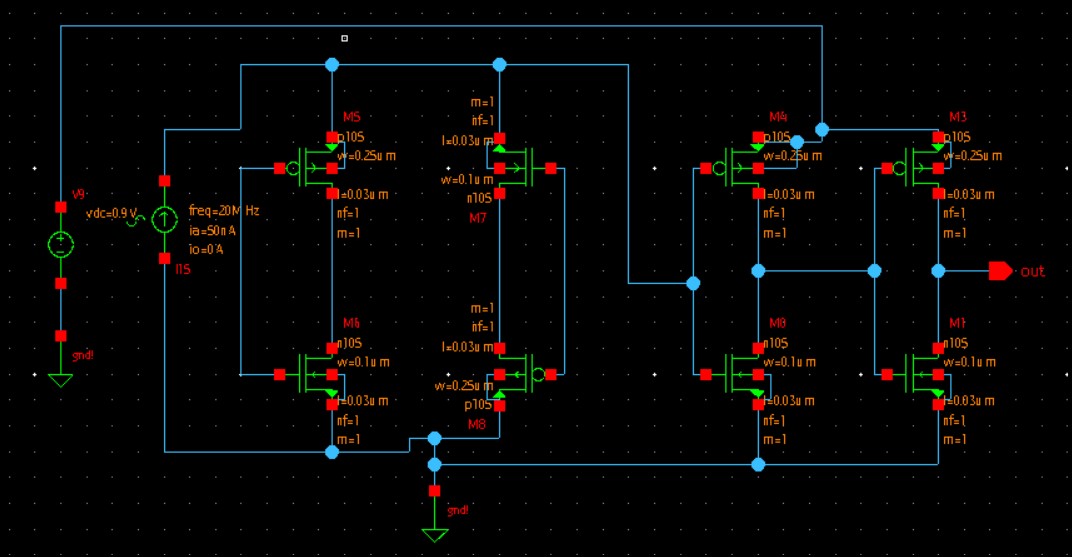 V9
vdc=0.9 V
gnd!
freq=20M Hz
ia=50n A
io=0 A
I15
M5
p10S
w=0.25u m
l=0.03u m
nf=1
m=1
m=1
nf=1
l=0.03u m
w=0.1u m
n10S
M7
M6
n10S
w=0.1u m
l=0.03u m
nf=1
m=1
m=1
nf=1
l=0.03u m
w=0.25u m
p10S
M8
gnd!
M4
p10S
w=0.25u m
l=0.03u m
nf=1
m=1
M3
p10S
w=0.25u m
l=0.03u m
nf=1
m=1
out
n10S
w=0.1u m
l=0.03u m
nf=1
m=1
M1
n10S
w=0.1u m
l=0.03u m
nf=1
m=1